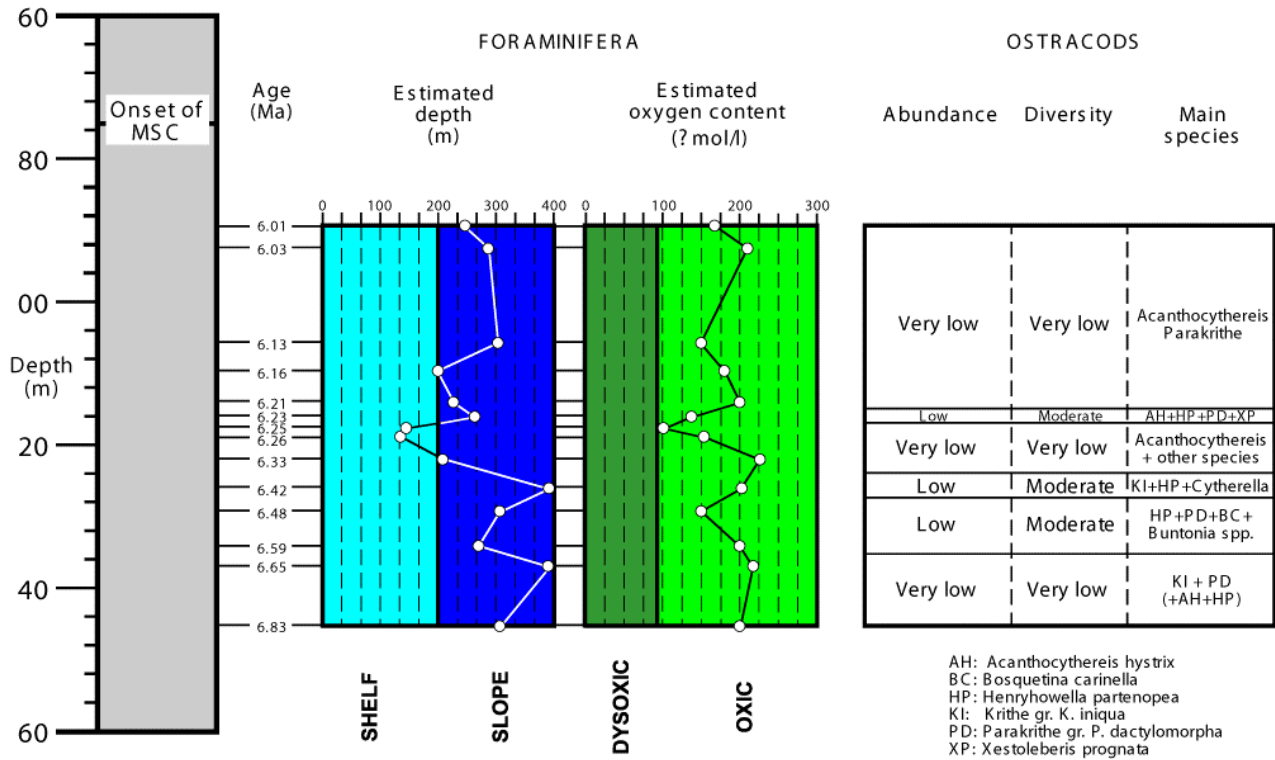 FORAMINIFERA
OSTRACODS
Age
(Ma)
Estimated
depth
(m)
Estimated
oxygen content
(? mol/l)
Abundance
Diversity
Main
species
Onset of
MSC
60
80
00
Depth
(m)
20
40
60
0 100 200 300 400
0 100 200 300
6.01
6.03
6.13
6.16
6.21
6.23
6.25
6.26
6.33
6.42
6.48
6.59
6.65
6.83
Very low Very low Acanthocythereis
Parakrithe
Low Moderate AH+HP+PD+XP
Very low Very low Acanthocythereis
+ other species
Low Moderate KI+HP+Cytherella
Low Moderate HP+PD+BC+
Buntonia spp.
Very low Very low KI + PD
(+AH+HP)
SHELF
SLOPE
DYSOXIC
OXIC
AH: Acanthocythereis hystrix
BC: Bosquetina carinella
HP: Henryhowella partenopea
KI: Krithe gr. K. iniqua
PD: Parakrithe gr. P. dactylomorpha
XP: Xestoleberis prognata